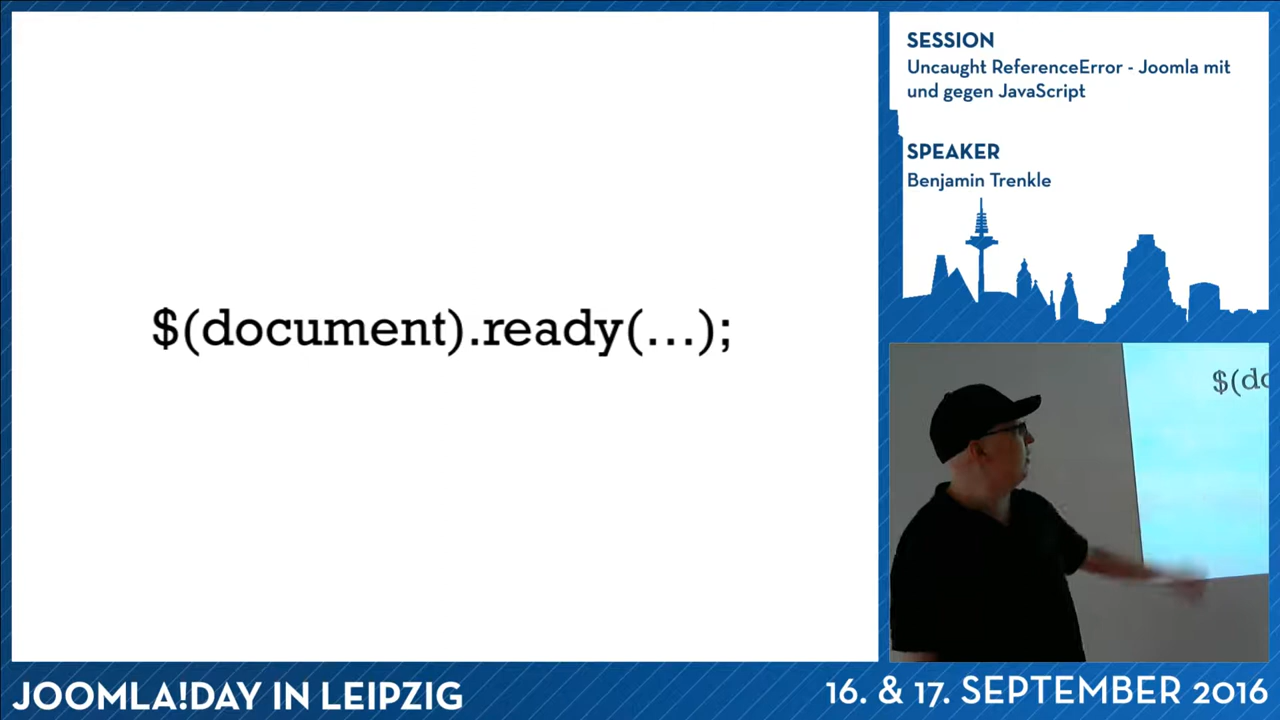 $(document).ready(...);
SESSION
Uncaught ReferenceError - Joomla mit
und gegen JavaScript
SPEAKER
Benjamin Trenkle
$(do
JOOMLA!DAY IN LEIPZIG
16. & 17. SEPTEMBER 2016